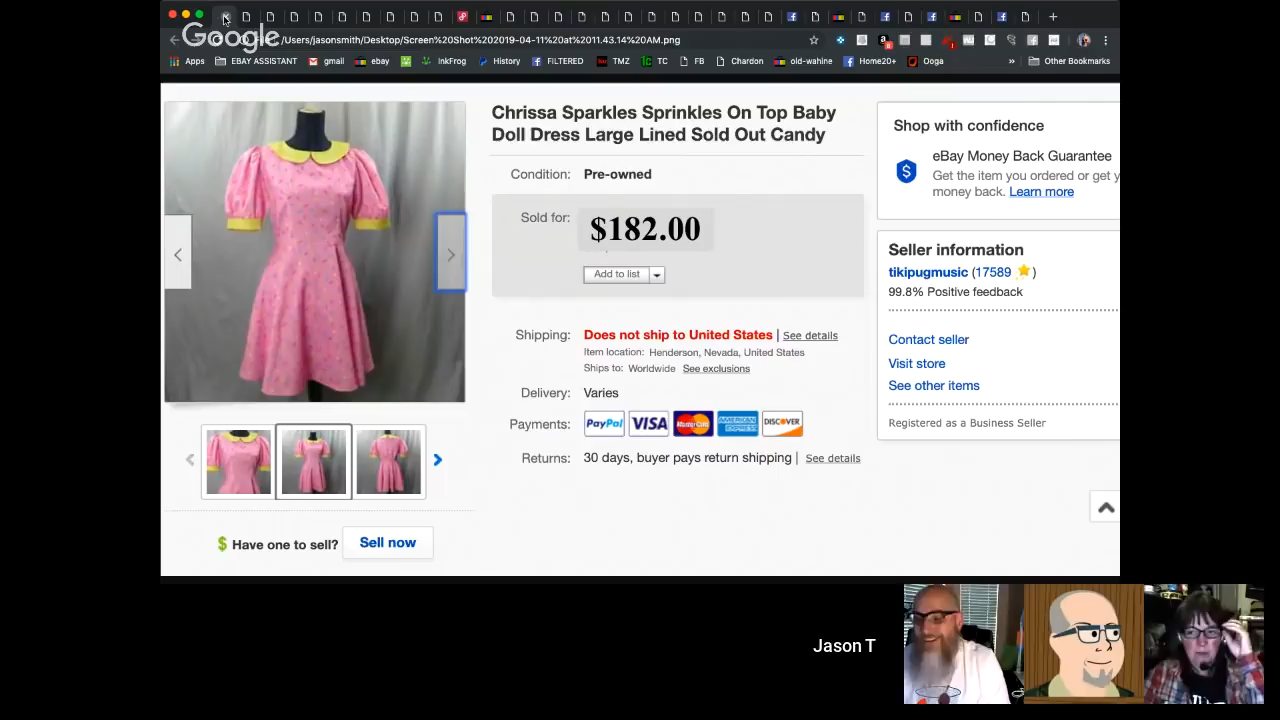 Google
/Users/jasonsmith/Desktop/Screen%20Shot%202019-04-11%20at%2011.43.14%20AM.png
Apps
EBAY ASSISTANT
gmail
ebay
InkFrog
History
FILTERED
TMZ
TC
FB
Chardon
old-wahine
Home20+
Ooga
»
Other Bookmarks
Chrissa Sparkles Sprinkles On Top Baby
Doll Dress Large Lined Sold Out Candy
Condition: Pre-owned
Sold for: $182.00
Add to list
Shipping: Does not ship to United States | See details
Item location: Henderson, Nevada, United States
Ships to: Worldwide See exclusions
Delivery: Varies
Payments: PayPal VISA MasterCard AMERICAN EXPRESS DISCOVER
Returns: 30 days, buyer pays return shipping | See details
$ Have one to sell? Sell now
Shop with confidence
eBay Money Back Guarantee
Get the item you ordered or get y
money back. Learn more
Seller information
tikipugmusic (17589 )
99.8% Positive feedback
Contact seller
Visit store
See other items
Registered as a Business Seller
Jason T